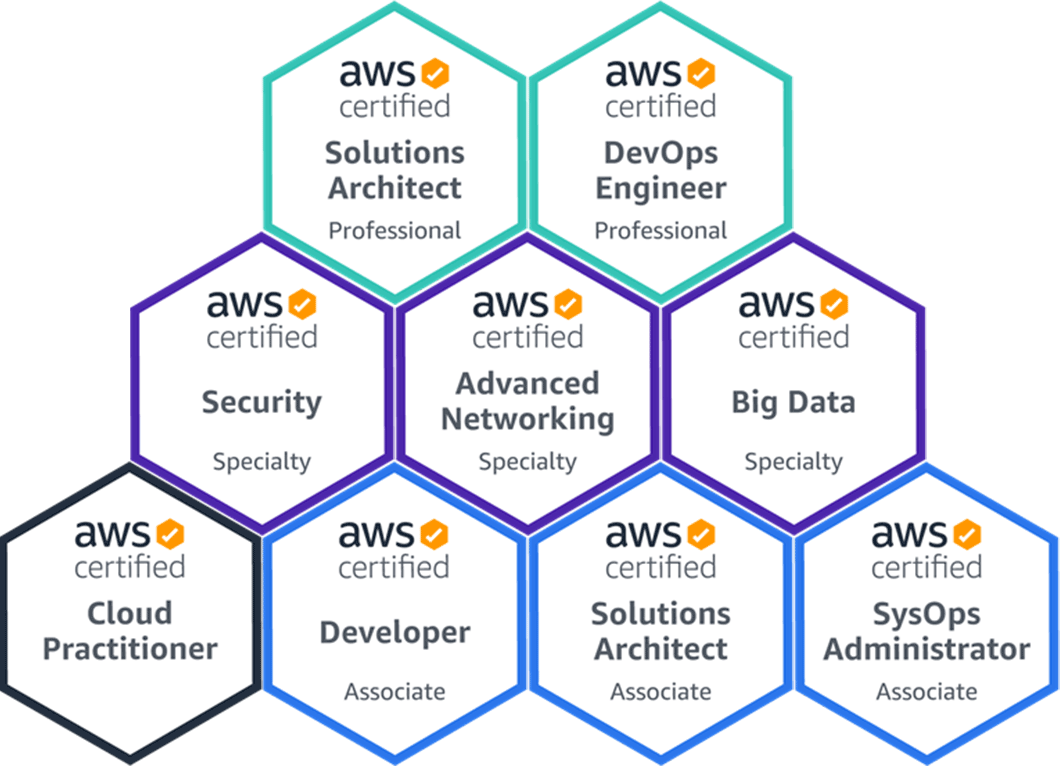 aws
certified
Solutions
Architect
Professional
aws
certified
DevOps
Engineer
Professional
aws
certified
Security
Specialty
aws
certified
Advanced
Networking
Specialty
aws
certified
Big Data
Specialty
aws
certified
Cloud
Practitioner
aws
certified
Developer
Associate
aws
certified
Solutions
Architect
Associate
aws
certified
SysOps
Administrator
Associate